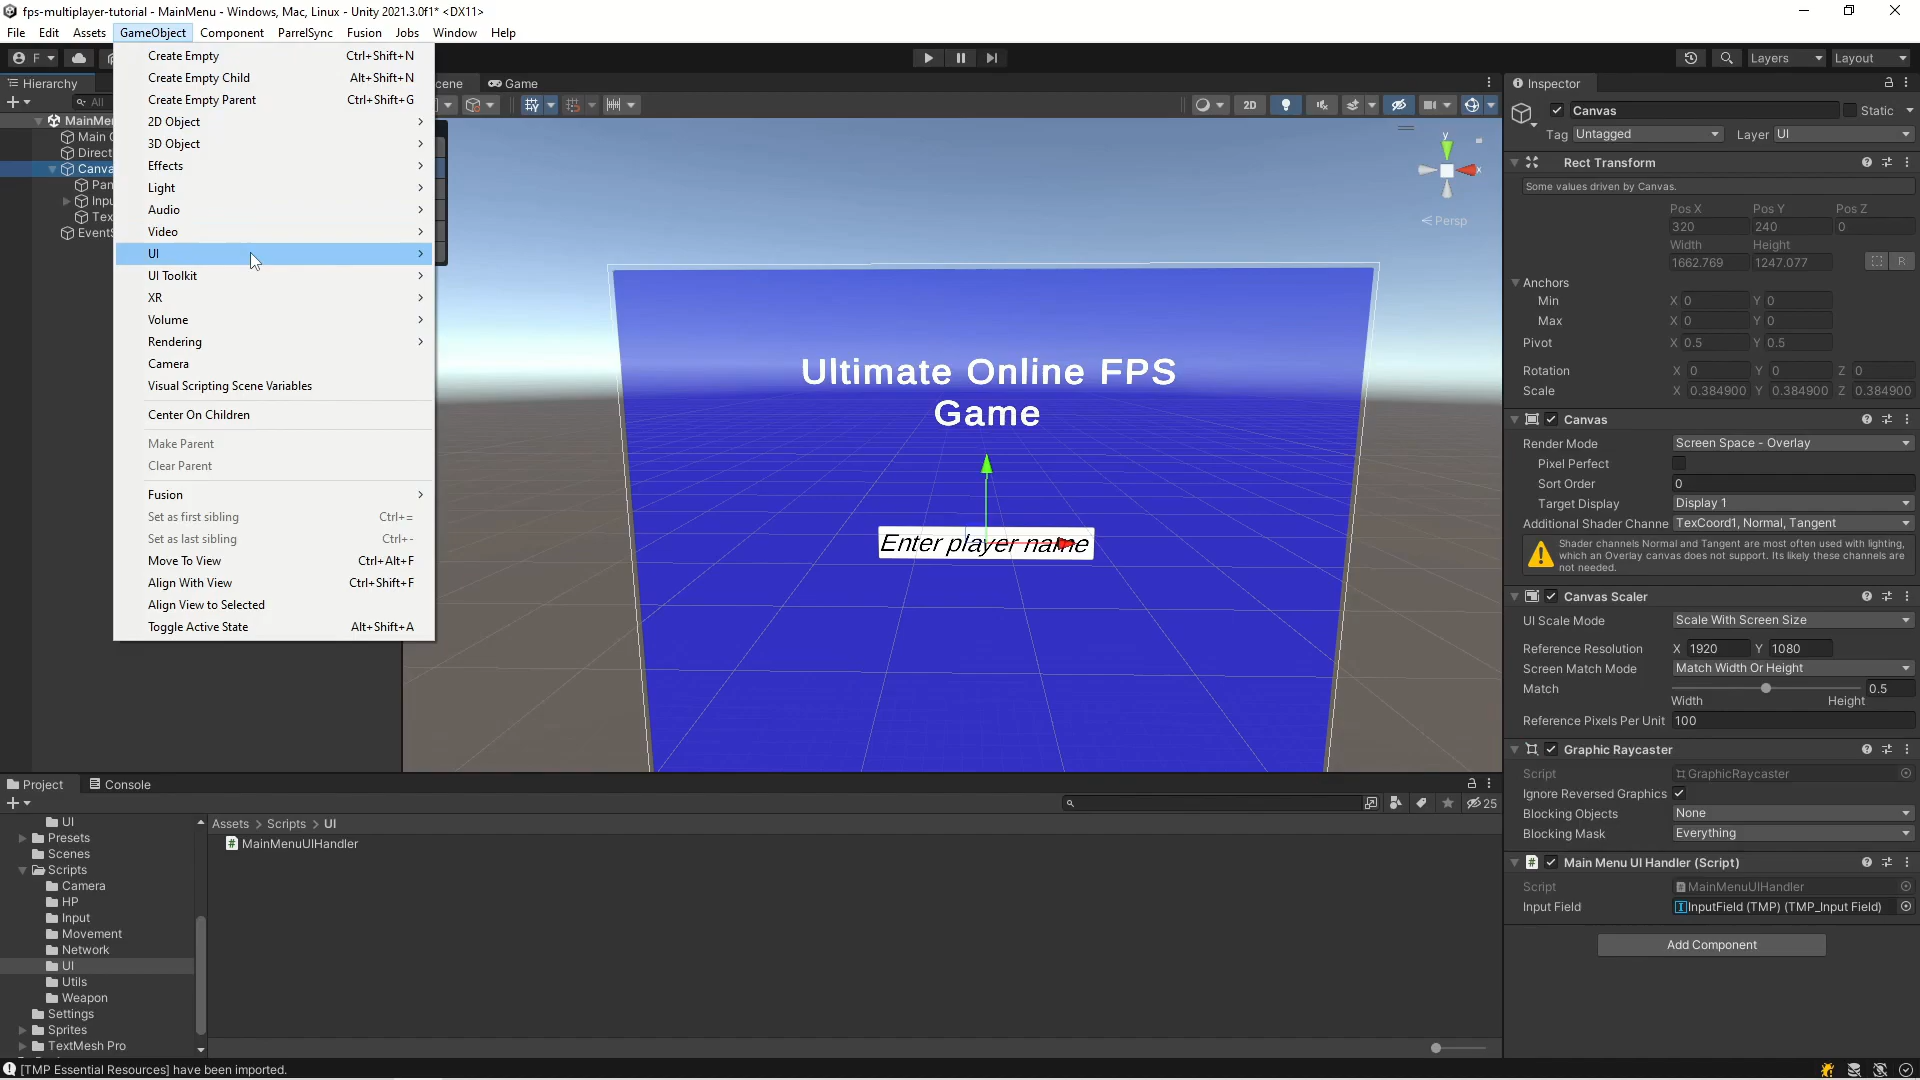 fps-multiplayer-tutorial - MainMenu - Windows, Mac, Linux - Unity 2021.3.0f1* <DX11>
File Edit Assets GameObject Component ParrelSync Fusion Jobs Window Help
F
Layers Layout
Create Empty Ctrl+Shift+N
Create Empty Child Alt+Shift+N
Create Empty Parent Ctrl+Shift+G
2D Object
3D Object
Effects
Light
Audio
Video
UI
UI Toolkit
XR
Volume
Rendering
Camera
Visual Scripting Scene Variables
Center On Children
Make Parent
Clear Parent
Fusion
Set as first sibling Ctrl+=
Set as last sibling Ctrl+-
Move To View Ctrl+Alt+F
Align With View Ctrl+Shift+F
Align View to Selected
Toggle Active State Alt+Shift+A
Hierarchy
All
MainMe
Main C
Direct
Canva
Pan
Inpu
Tex
EventS
cene Game
2D
y
x
Persp
Ultimate Online FPS
Game
Enter player name
Inspector
Canvas Static
Tag Untagged Layer UI
Rect Transform
Some values driven by Canvas.
Pos X Pos Y Pos Z
320 240 0
Width Height
1662.769 1247.077 R
Anchors
Min X 0 Y 0
Max X 0 Y 0
Pivot X 0.5 Y 0.5
Rotation X 0 Y 0 Z 0
Scale X 0.384900 Y 0.384900 Z 0.384900
Canvas
Render Mode Screen Space - Overlay
Pixel Perfect
Sort Order 0
Target Display Display 1
Additional Shader Channe TexCoord1, Normal, Tangent
Shader channels Normal and Tangent are most often used with lighting,
which an Overlay canvas does not support. Its likely these channels are
not needed.
Canvas Scaler
UI Scale Mode Scale With Screen Size
Reference Resolution X 1920 Y 1080
Screen Match Mode Match Width Or Height
Match 0.5
Width Height
Reference Pixels Per Unit 100
Graphic Raycaster
Script GraphicRaycaster
Ignore Reversed Graphics
Blocking Objects None
Blocking Mask Everything
Main Menu UI Handler (Script)
Script MainMenuUIHandler
Input Field InputField (TMP) (TMP_Input Field)
Add Component
Project Console
25
UI
Presets
Scenes
Scripts
Camera
HP
Input
Movement
Network
UI
Utils
Weapon
Settings
Sprites
TextMesh Pro
Assets > Scripts > UI
MainMenuUIHandler
[TMP Essential Resources] have been imported.